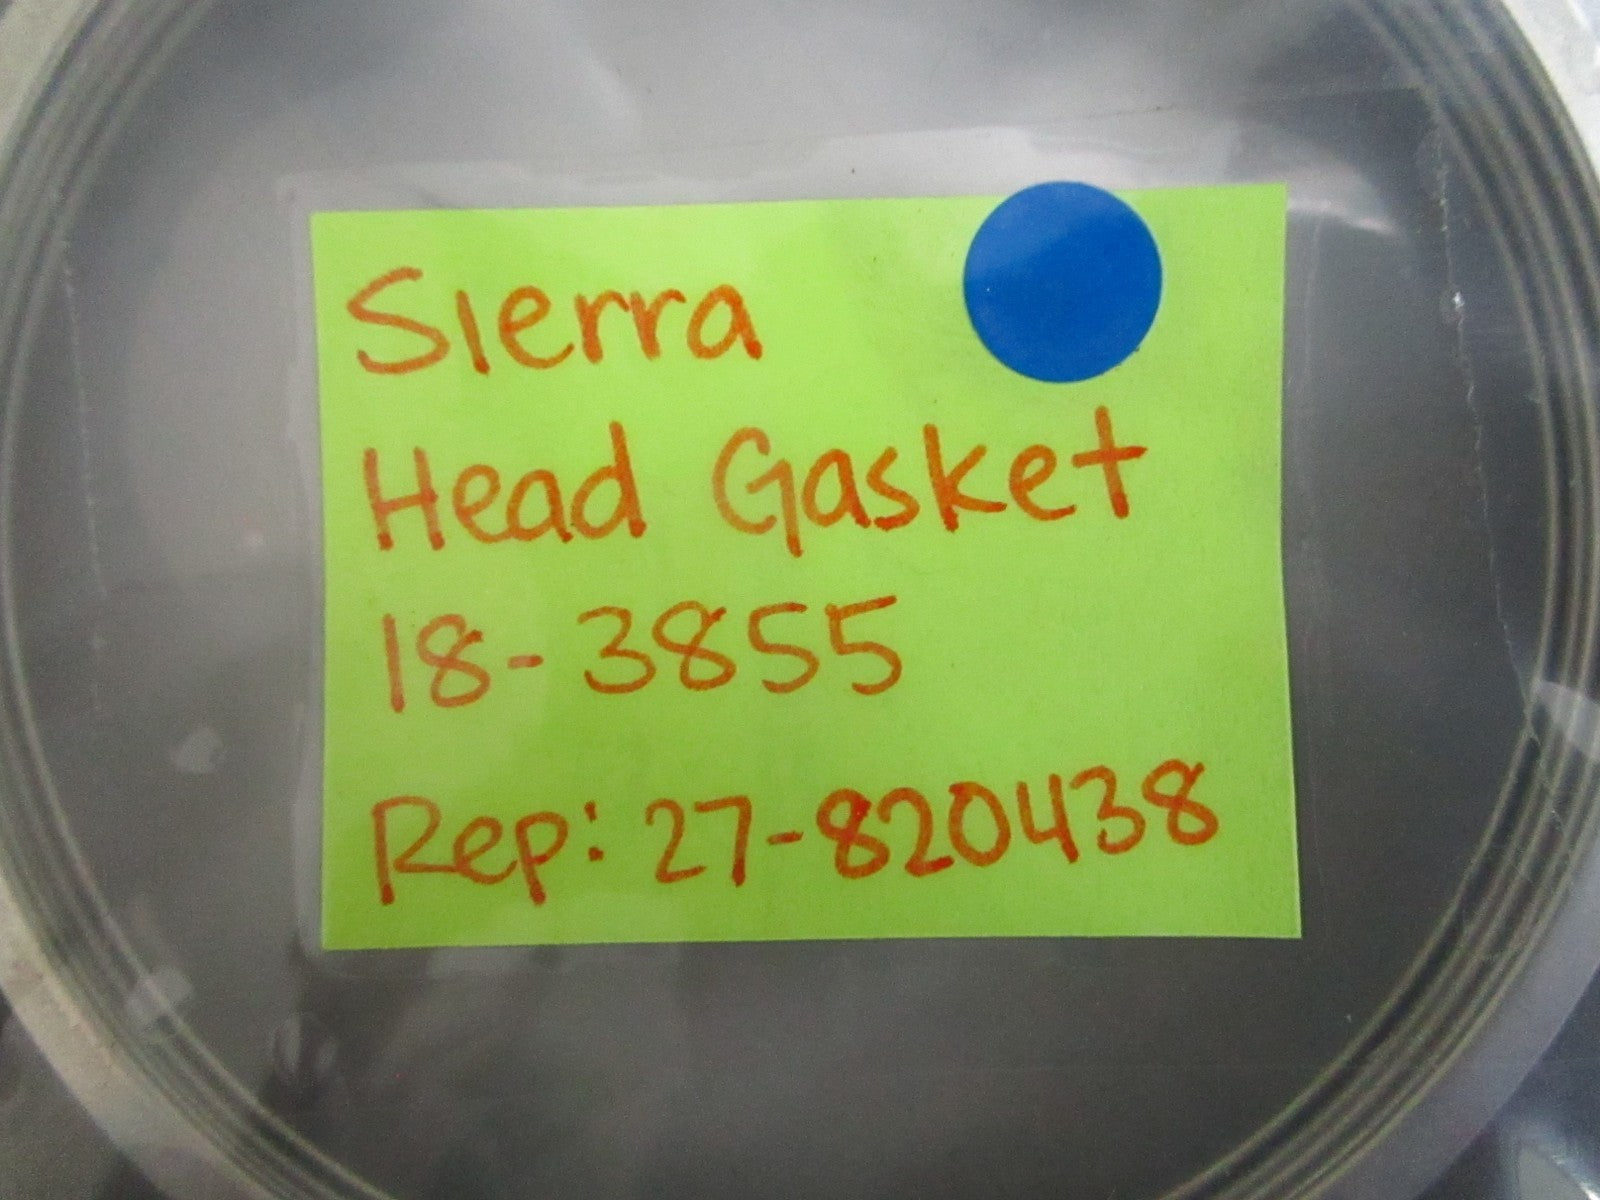 Sierra
Head Gasket
18-3855
Rep: 27-820438